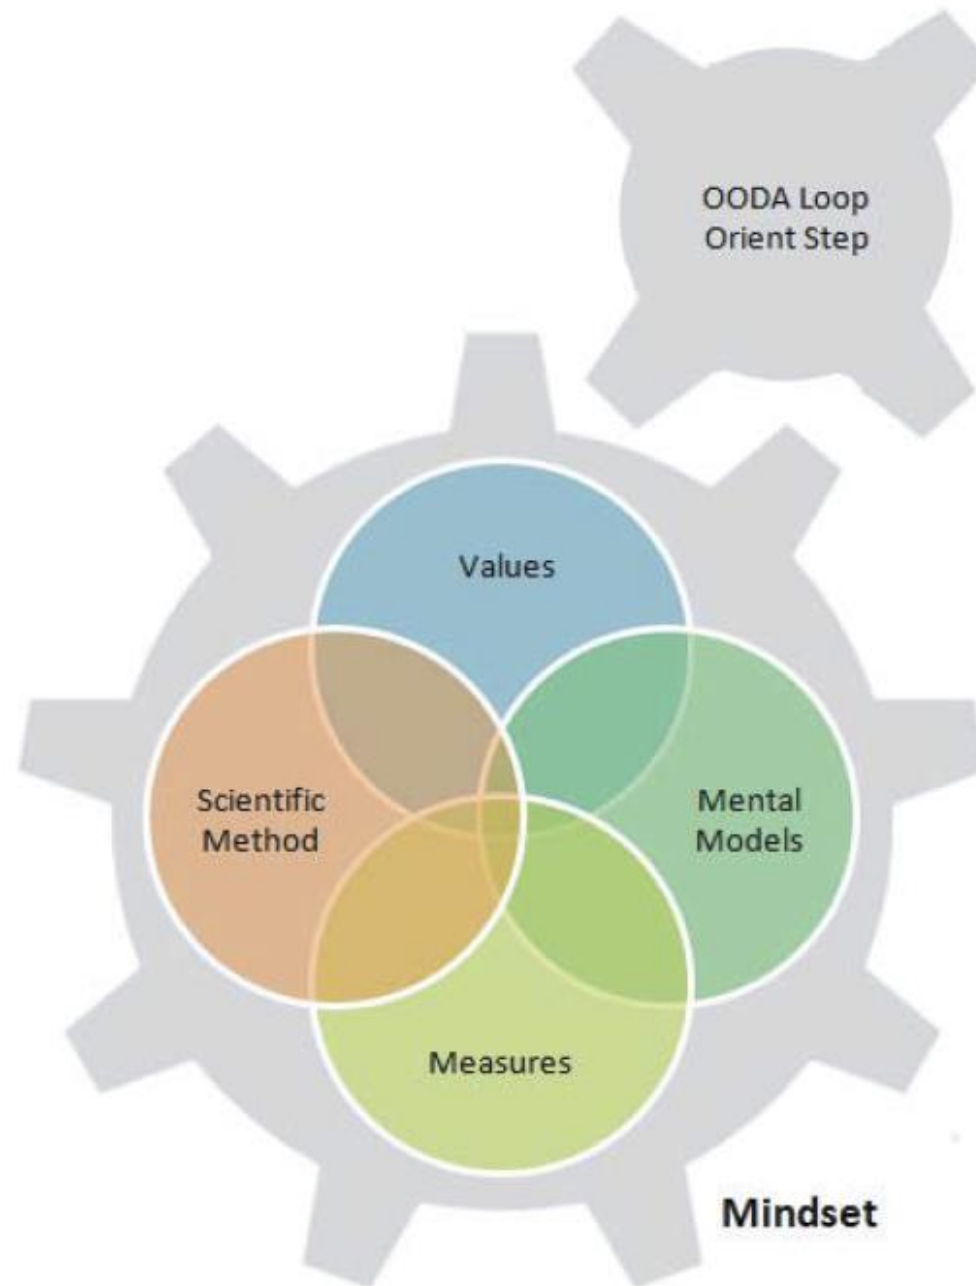 OODA Loop
Orient Step
Values
Scientific
Method
Mental
Models
Measures
Mindset